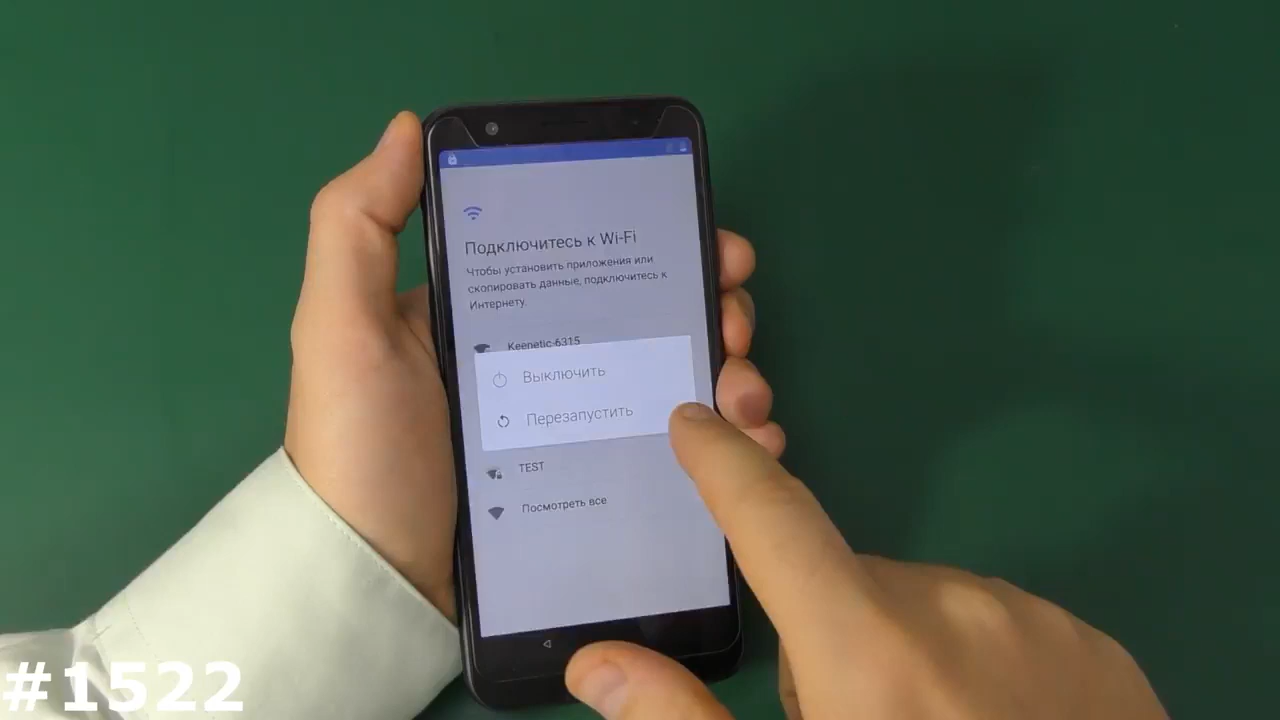 Подключитесь к Wi-Fi
Чтобы установить приложения или
скопировать данные, подключитесь к
Интернету.
Keenetic-6315
Выключить
Перезапустить
TEST
Посмотреть все
#1522